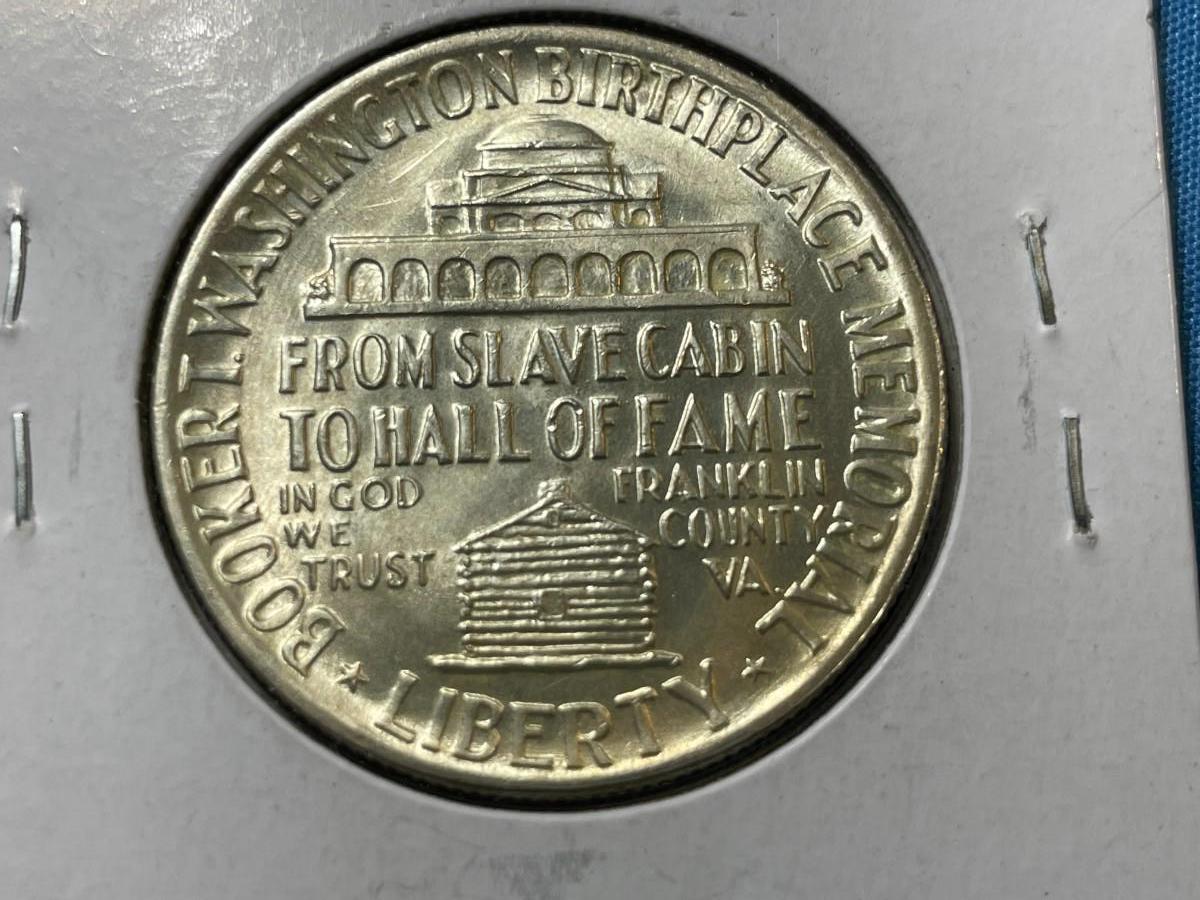 BOOKER T. WASHINGTON BIRTHPLACE MEMORIAL
FROM SLAVE CABIN
TO HALL OF FAME
IN GOD
WE
TRUST
FRANKLIN
COUNTY
VA.
LIBERTY